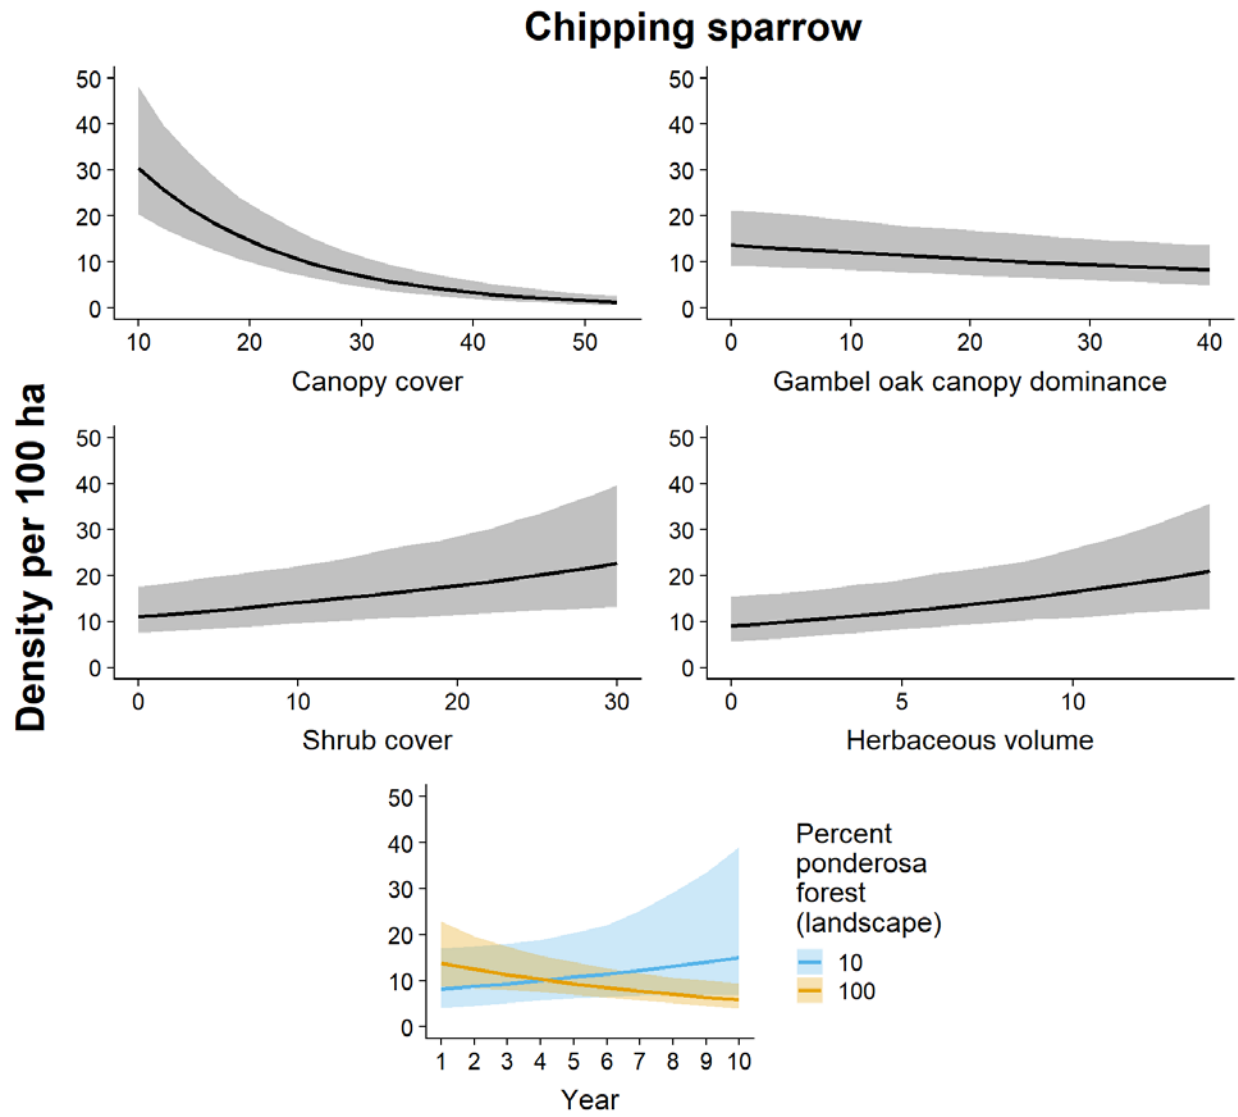 Chipping sparrow
Density per 100 ha
50
40
30
20
10
0
10 20 30 40 50
Canopy cover
50
40
30
20
10
0
0 10 20 30 40
Gambel oak canopy dominance
50
40
30
20
10
0
0 10 20 30
Shrub cover
50
40
30
20
10
0
0 5 10
Herbaceous volume
50
40
30
20
10
0
1 2 3 4 5 6 7 8 9 10
Year
Percent
ponderosa
forest
(landscape)
10
100